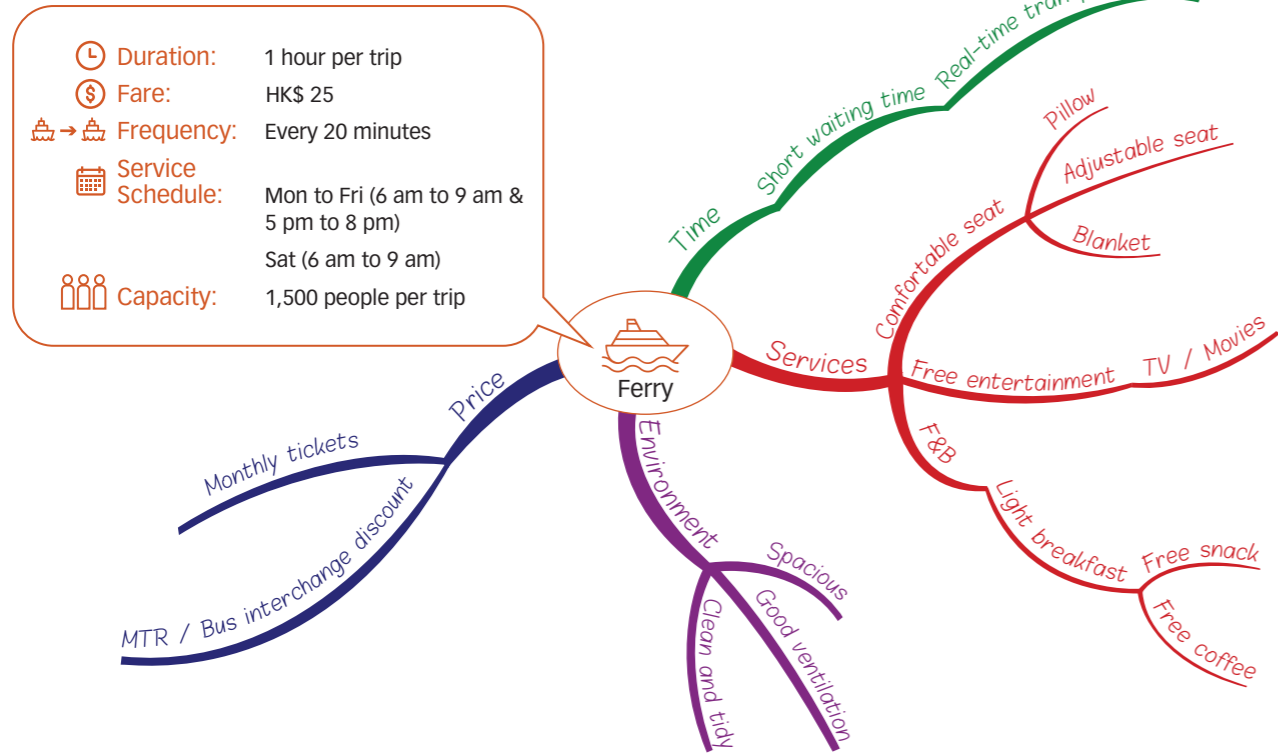 Duration: 1 hour per trip
Fare: HK$ 25
Frequency: Every 20 minutes
Service
Schedule:
Mon to Fri (6 am to 9 am &
5 pm to 8 pm)
Sat (6 am to 9 am)
Capacity: 1,500 people per trip
Ferry
Time
Short waiting time
Real-time
Services
Comfortable seat
Pillow
Adjustable seat
Blanket
Free entertainment
TV / Movies
F&B
Light breakfast
Free snack
Free coffee
Environment
Spacious
Good ventilation
Clean and tidy
Price
Monthly tickets
MTR / Bus interchange discount